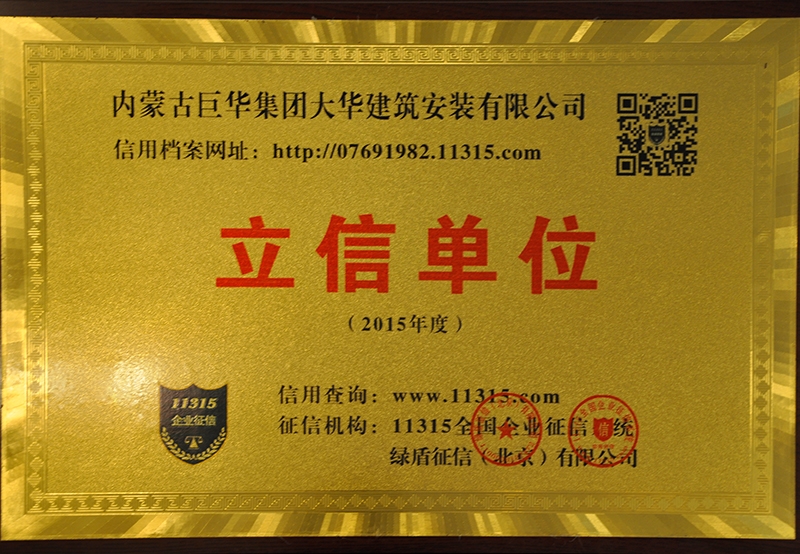 内蒙古巨华集团大华建筑安装有限公司
信用档案网址：http://07691982.11315.com
立信单位
（2015年度）
信用查询：www.11315.com
征信机构：11315全国企业征信系统
绿盾征信（北京）有限公司
11315
企业征信